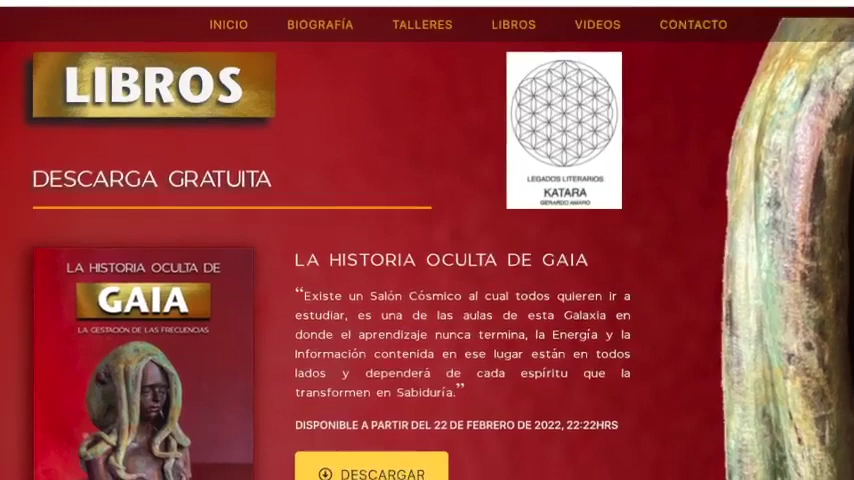 INICIO BIOGRAFÍA TALLERES LIBROS VIDEOS CONTACTO
LIBROS
DESCARGA GRATUITA
LEGADOS LITERARIOS
KATARA
GERARDO AMARO
LA HISTORIA OCULTA DE
GAIA
LA GESTACIÓN DE LAS FRECUENCIAS
LA HISTORIA OCULTA DE GAIA
“Existe un Salón Cósmico al cual todos quieren ir a
estudiar, es una de las aulas de esta Galaxia en
donde el aprendizaje nunca termina, la Energía y la
Información contenida en ese lugar están en todos
lados y dependerá de cada espíritu que la
transformen en Sabiduría.”
DISPONIBLE A PARTIR DEL 22 DE FEBRERO DE 2022, 22:22HRS
DESCARGAR